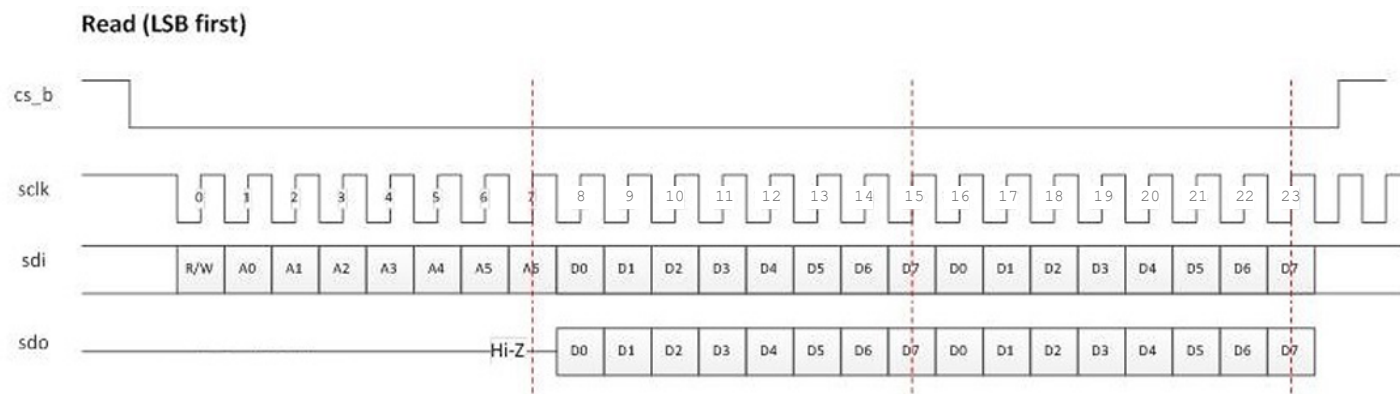 Read (LSB first)
cs_b
sclk 0 1 2 3 4 5 6 7 8 9 10 11 12 13 14 15 16 17 18 19 20 21 22 23
sdi R/W A0 A1 A2 A3 A4 A5 A6 D0 D1 D2 D3 D4 D5 D6 D7 D0 D1 D2 D3 D4 D5 D6 D7
sdo Hi-Z D0 D1 D2 D3 D4 D5 D6 D7 D0 D1 D2 D3 D4 D5 D6 D7